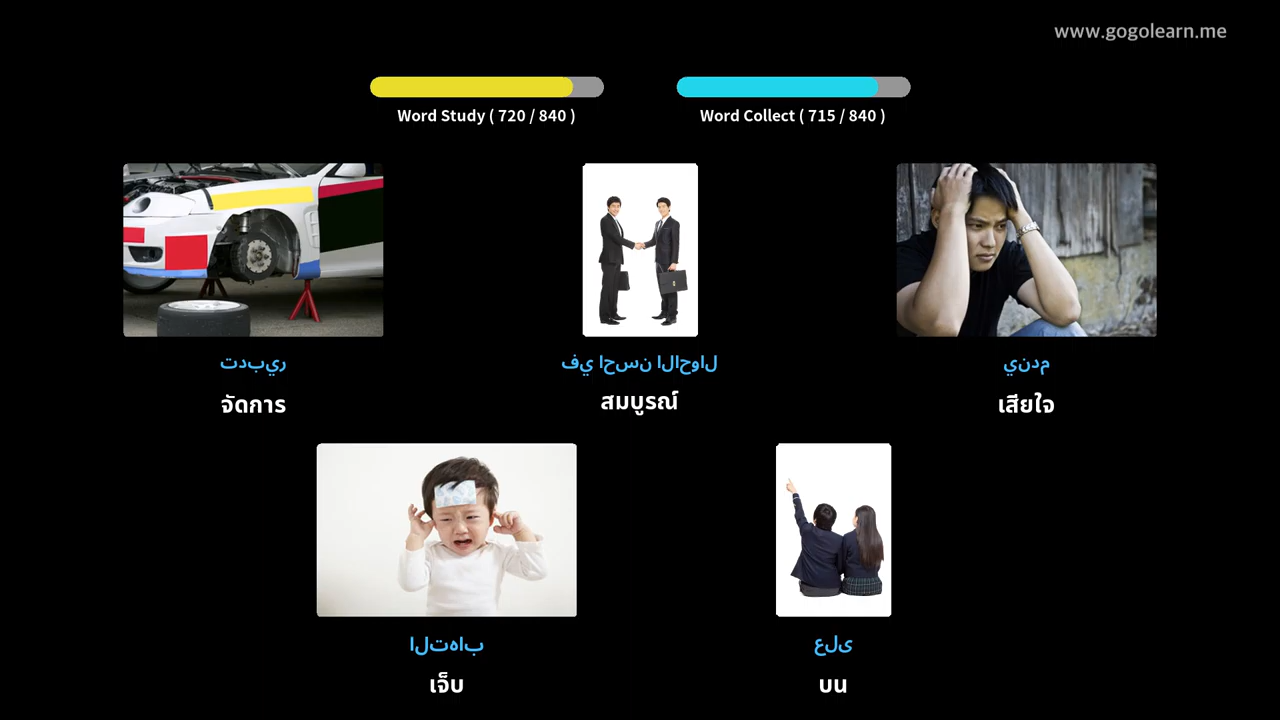 www.gogolearn.me
Word Study ( 720 / 840 )
Word Collect ( 715 / 840 )
تدبير
จัดการ
في احسن الاحوال
สมบูรณ์
يندم
เสียใจ
التهاب
เจ็บ
على
บน